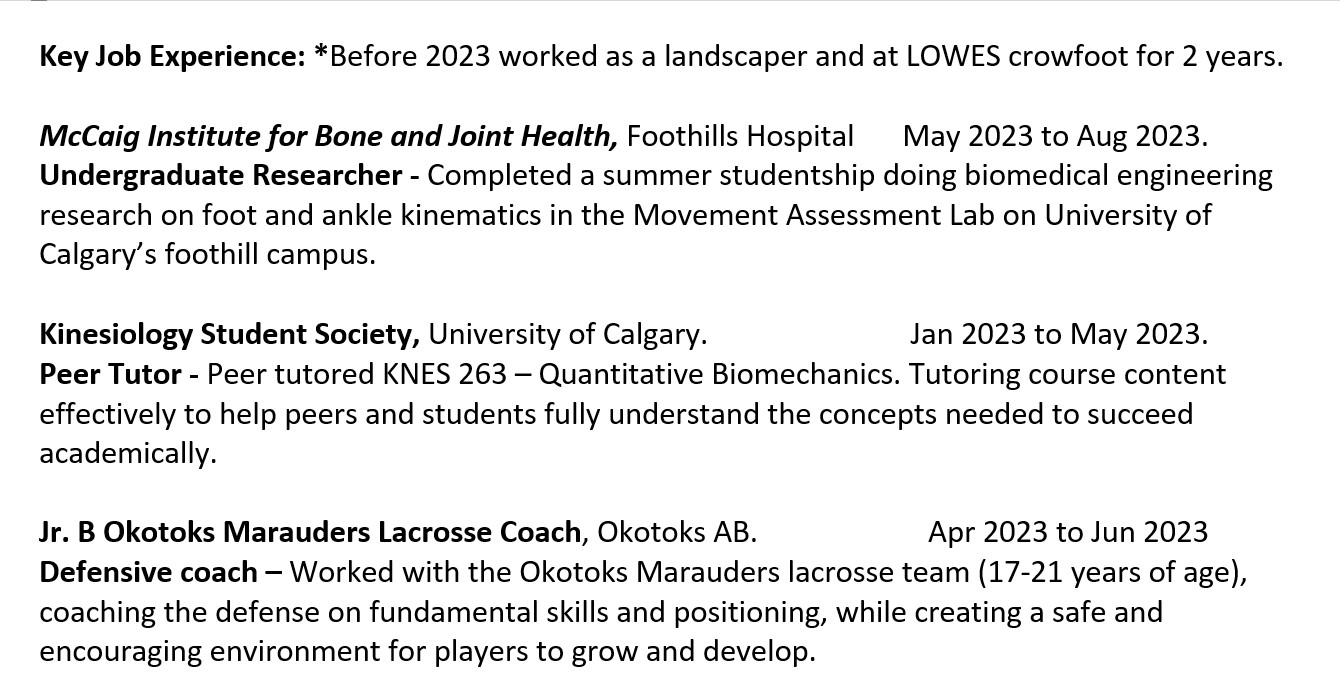 Key Job Experience: *Before 2023 worked as a landscaper and at LOWES crowfoot for 2 years.
McCaig Institute for Bone and Joint Health, Foothills Hospital May 2023 to Aug 2023.
Undergraduate Researcher - Completed a summer studentship doing biomedical engineering
research on foot and ankle kinematics in the Movement Assessment Lab on University of
Calgary’s foothill campus.
Kinesiology Student Society, University of Calgary. Jan 2023 to May 2023.
Peer Tutor - Peer tutored KNES 263 – Quantitative Biomechanics. Tutoring course content
effectively to help peers and students fully understand the concepts needed to succeed
academically.
Jr. B Okotoks Marauders Lacrosse Coach, Okotoks AB. Apr 2023 to Jun 2023
Defensive coach – Worked with the Okotoks Marauders lacrosse team (17-21 years of age),
coaching the defense on fundamental skills and positioning, while creating a safe and
encouraging environment for players to grow and develop.